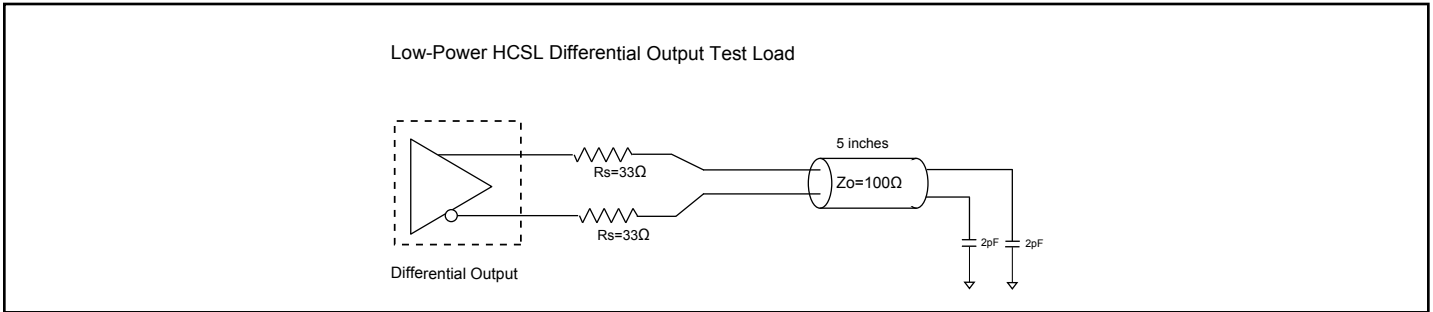 Low-Power HCSL Differential Output Test Load
5 inches
Rs=33Ω
Zo=100Ω
Rs=33Ω
2pF
2pF
Differential Output